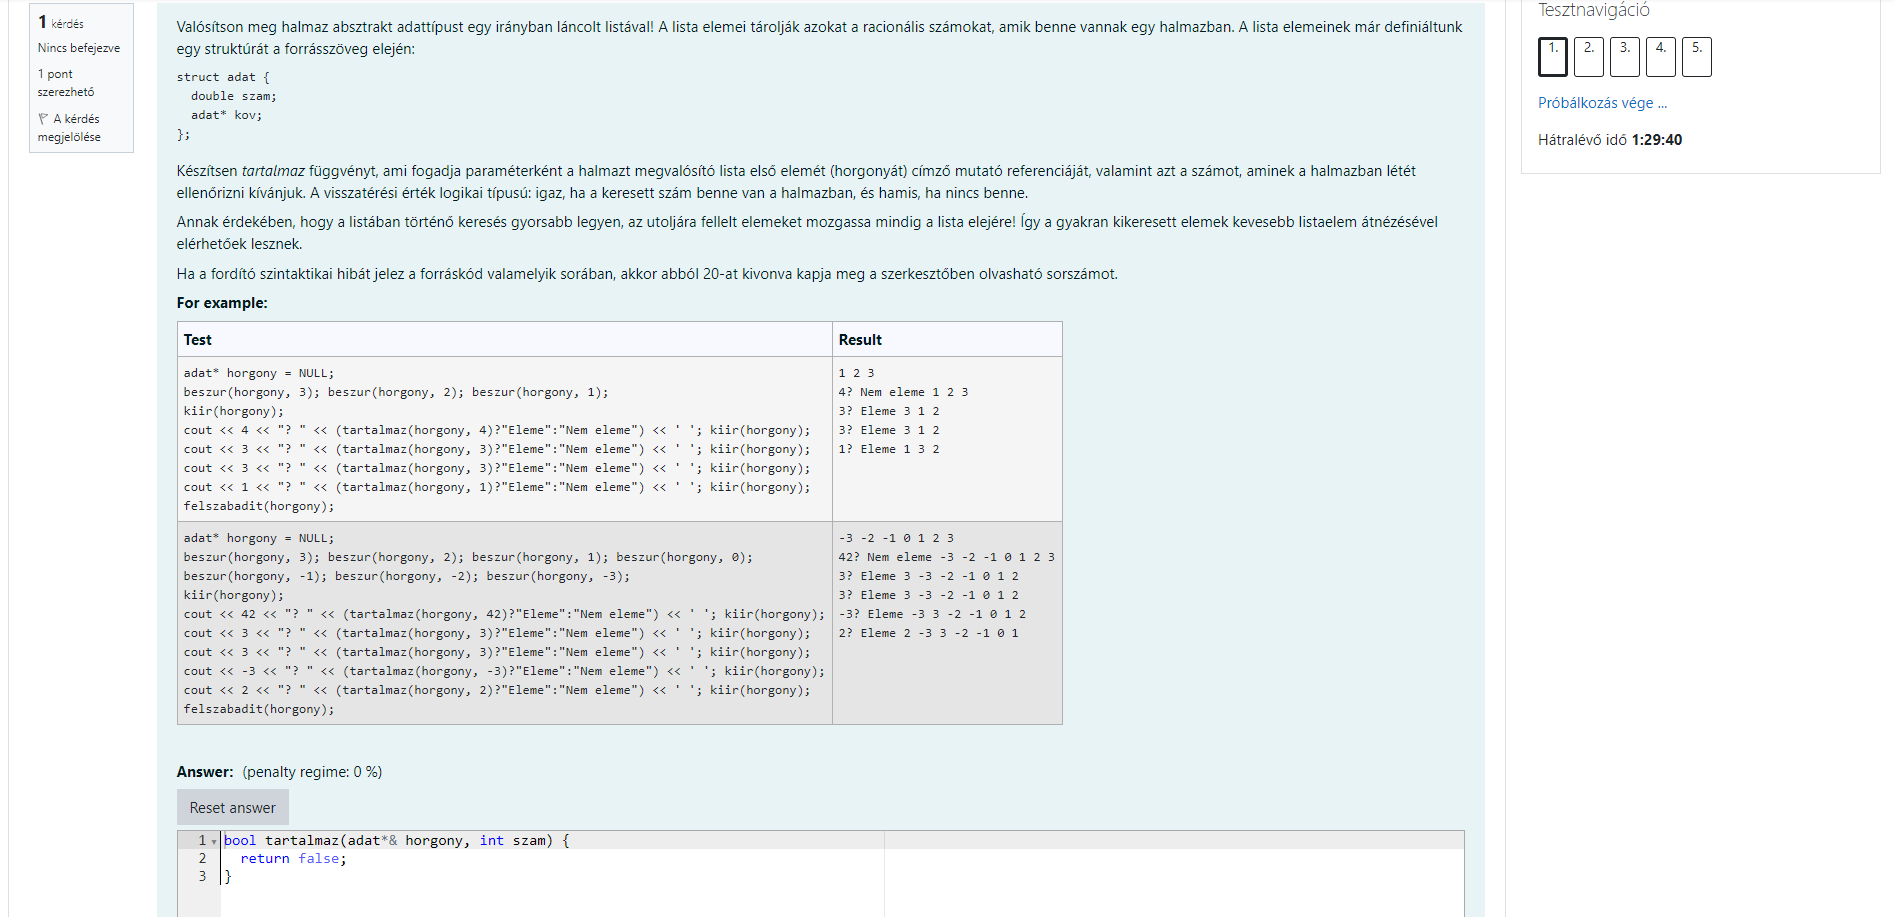 1 kérdés
Nincs befejezve
1 pont
szerezhető
A kérdés
megjelölése
Valósítson meg halmaz absztrakt adattípust egy irányban láncolt listával! A lista elemei tárolják azokat a racionális számokat, amik benne vannak egy halmazban. A lista elemeinek már definiáltunk
egy struktúrát a forrásszöveg elején:
struct adat {
  double szam;
  adat* kov;
};
Készítsen tartalmaz függvényt, ami fogadja paraméterként a halmazt megvalósító lista első elemét (horgonyát) címző mutató referenciáját, valamint azt a számot, aminek a halmazban létét
ellenőrizni kívánjuk. A visszatérési érték logikai típusú: igaz, ha a keresett szám benne van a halmazban, és hamis, ha nincs benne.
Annak érdekében, hogy a listában történő keresés gyorsabb legyen, az utoljára fellelt elemeket mozgassa mindig a lista elejére! Így a gyakran kikeresett elemek kevesebb listaelem átnézésével
elérhetőek lesznek.
Ha a fordító szintaktikai hibát jelez a forráskód valamelyik sorában, akkor abból 20-at kivonva kapja meg a szerkesztőben olvasható sorszámot.
For example:
Test
Result
adat* horgony = NULL;
beszur(horgony, 3); beszur(horgony, 2); beszur(horgony, 1);
kiir(horgony);
cout << 4 << "? " << (tartalmaz(horgony, 4)?"Eleme":"Nem eleme") << ' '; kiir(horgony);
cout << 3 << "? " << (tartalmaz(horgony, 3)?"Eleme":"Nem eleme") << ' '; kiir(horgony);
cout << 3 << "? " << (tartalmaz(horgony, 3)?"Eleme":"Nem eleme") << ' '; kiir(horgony);
cout << 1 << "? " << (tartalmaz(horgony, 1)?"Eleme":"Nem eleme") << ' '; kiir(horgony);
felszabadit(horgony);
1 2 3
4? Nem eleme 1 2 3
3? Eleme 3 1 2
3? Eleme 3 1 2
1? Eleme 1 3 2
adat* horgony = NULL;
beszur(horgony, 3); beszur(horgony, 2); beszur(horgony, 1); beszur(horgony, 0);
beszur(horgony, -1); beszur(horgony, -2); beszur(horgony, -3);
kiir(horgony);
cout << 42 << "? " << (tartalmaz(horgony, 42)?"Eleme":"Nem eleme") << ' '; kiir(horgony);
cout << 3 << "? " << (tartalmaz(horgony, 3)?"Eleme":"Nem eleme") << ' '; kiir(horgony);
cout << 3 << "? " << (tartalmaz(horgony, 3)?"Eleme":"Nem eleme") << ' '; kiir(horgony);
cout << -3 << "? " << (tartalmaz(horgony, -3)?"Eleme":"Nem eleme") << ' '; kiir(horgony);
cout << 2 << "? " << (tartalmaz(horgony, 2)?"Eleme":"Nem eleme") << ' '; kiir(horgony);
felszabadit(horgony);
-3 -2 -1 0 1 2 3
42? Nem eleme -3 -2 -1 0 1 2 3
3? Eleme 3 -3 -2 -1 0 1 2
3? Eleme 3 -3 -2 -1 0 1 2
-3? Eleme -3 3 -2 -1 0 1 2
2? Eleme 2 -3 3 -2 -1 0 1
Answer: (penalty regime: 0 %)
Reset answer
1 bool tartalmaz(adat*& horgony, int szam) {
2   return false;
3 }
Tesztnavigáció
1. 2. 3. 4. 5.
Próbálkozás vége ...
Hátralévő idő 1:29:40